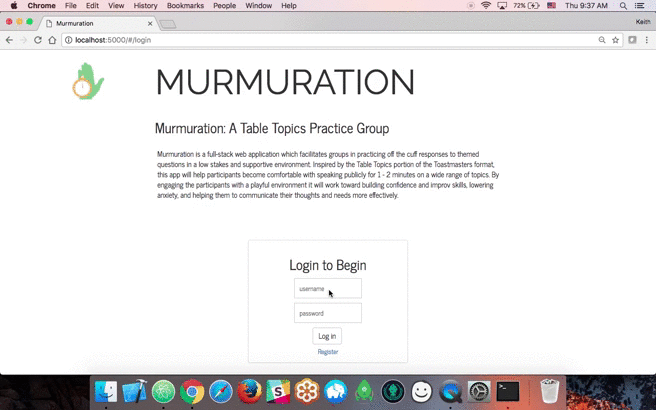 Chrome File Edit View History Bookmarks People Window Help 72% Thu 9:37 AM
Murmuration Keith
localhost:5000/#/login
MURMURATION
Murmuration: A Table Topics Practice Group
Murmuration is a full-stack web application which facilitates groups in practicing off the cuff responses to themed
questions in a low stakes and supportive environment. Inspired by the Table Topics portion of the Toastmasters format,
this app will help participants become comfortable with speaking publicly for 1 - 2 minutes on a wide range of topics. By
engaging the participants with a playful environment it will work toward building confidence and improv skills, lowering
anxiety, and helping them to communicate their thoughts and needs more effectively.
Login to Begin
username
password
Log in
Register